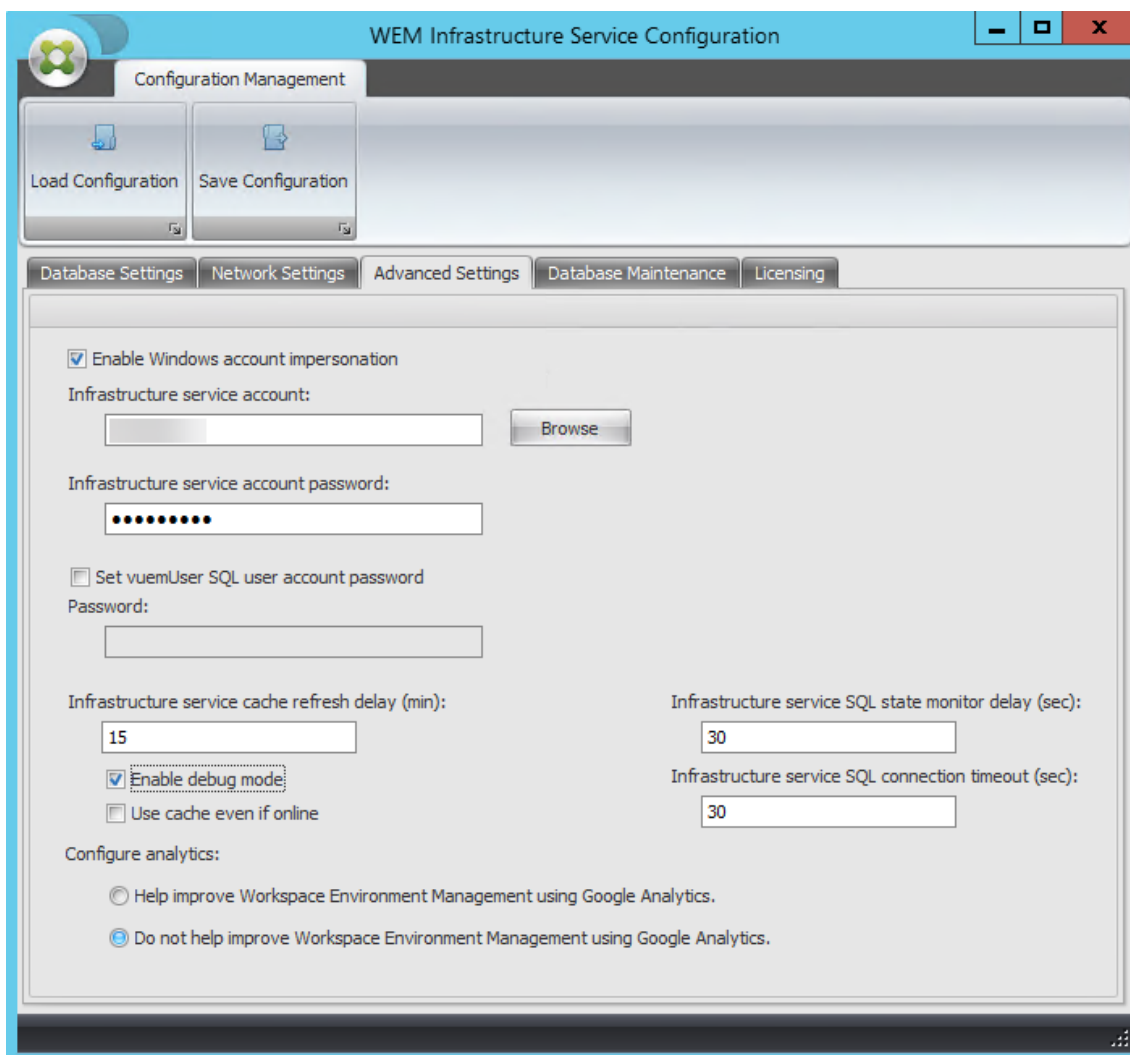 WEM Infrastructure Service Configuration
Configuration Management
Load Configuration
Save Configuration
Database Settings
Network Settings
Advanced Settings
Database Maintenance
Licensing
Enable Windows account impersonation
Infrastructure service account:
Browse
Infrastructure service account password:
•••••••••
Set vuemUser SQL user account password
Password:
Infrastructure service cache refresh delay (min):
15
Enable debug mode
Use cache even if online
Infrastructure service SQL state monitor delay (sec):
30
Infrastructure service SQL connection timeout (sec):
30
Configure analytics:
Help improve Workspace Environment Management using Google Analytics.
Do not help improve Workspace Environment Management using Google Analytics.